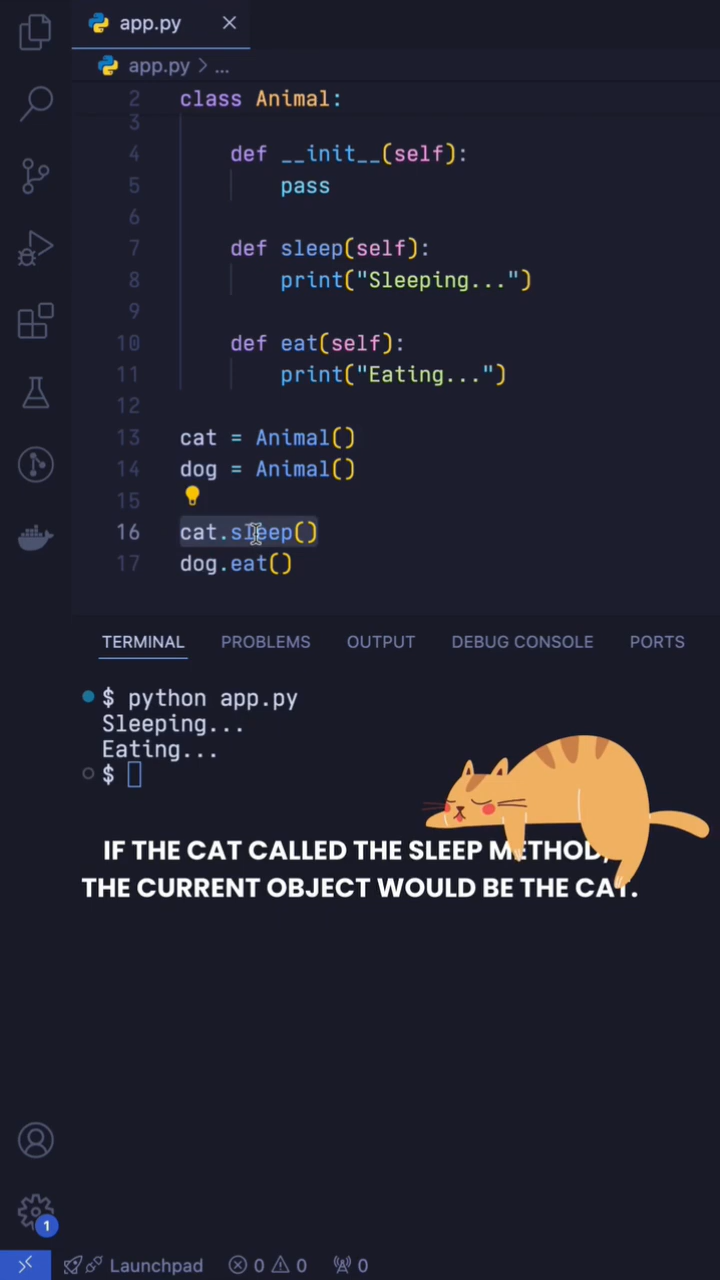 app.py
app.py > ...
2 class Animal:
3
4 def __init__(self):
5 pass
6
7 def sleep(self):
8 print("Sleeping...")
9
10 def eat(self):
11 print("Eating...")
12
13 cat = Animal()
14 dog = Animal()
15
16 cat.sleep()
17 dog.eat()
TERMINAL PROBLEMS OUTPUT DEBUG CONSOLE PORTS
$ python app.py
Sleeping...
Eating...
$
IF THE CAT CALLED THE SLEEP METHOD,
THE CURRENT OBJECT WOULD BE THE CAT.
1
Launchpad 0 0 0